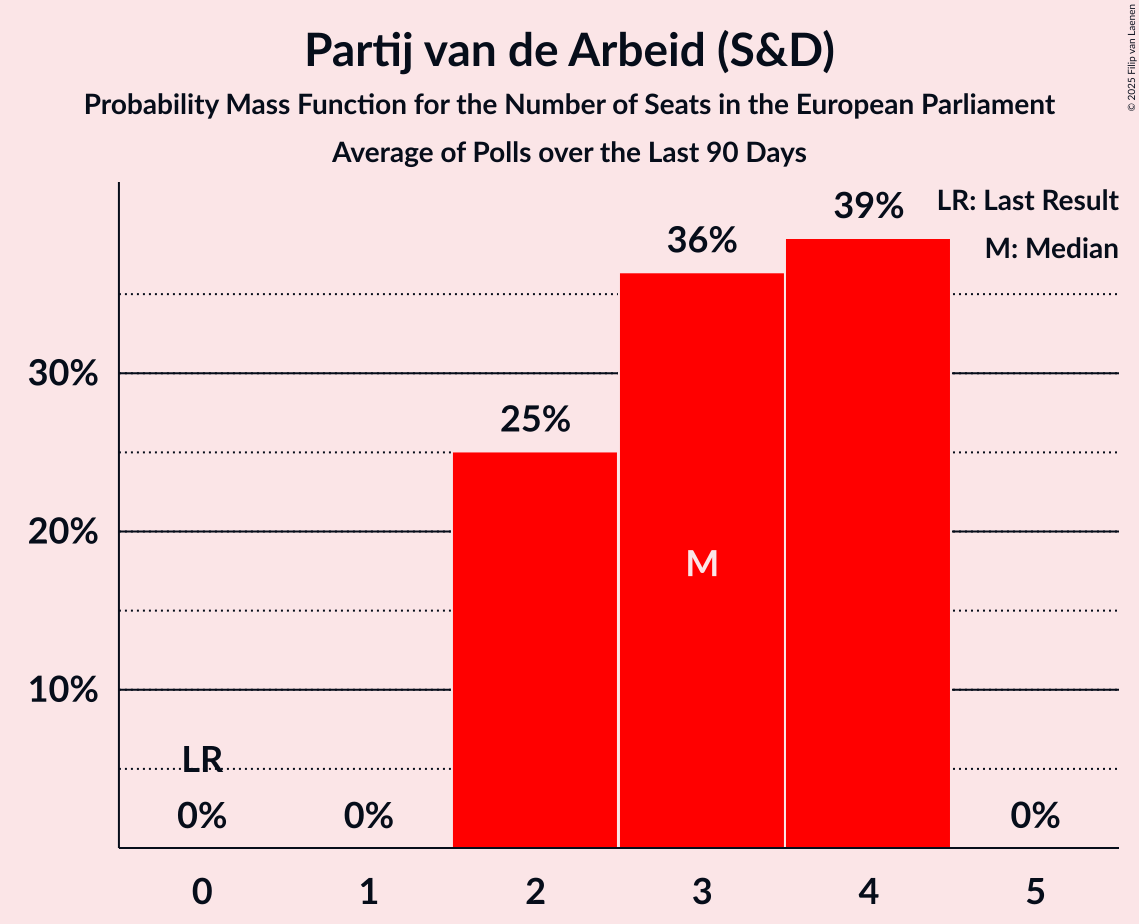 Partij van de Arbeid (S&D)
Probability Mass Function for the Number of Seats in the European Parliament
Average of Polls over the Last 90 Days
© 2025 Filip van Laenen
LR: Last Result
M: Median
39%
36%
30%
25%
20%
M
10%
LR
0%
0%
0%
0
1
2
3
4
5